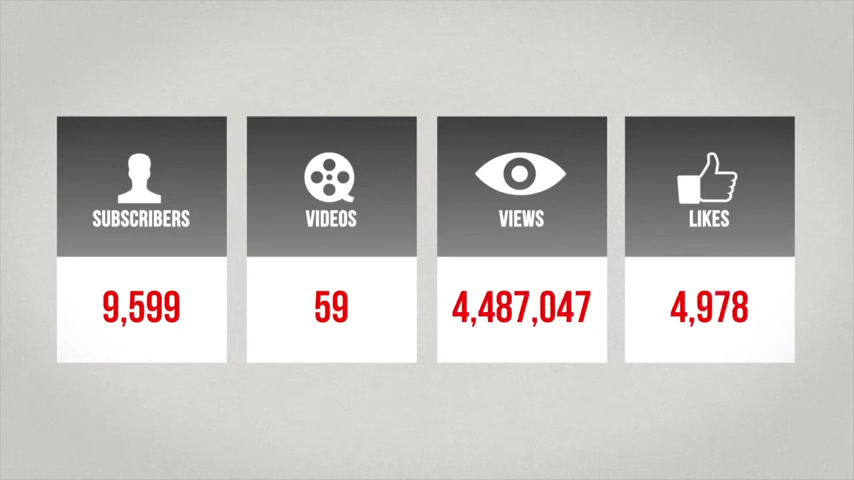 SUBSCRIBERS
9,599
VIDEOS
59
VIEWS
4,487,047
LIKES
4,978